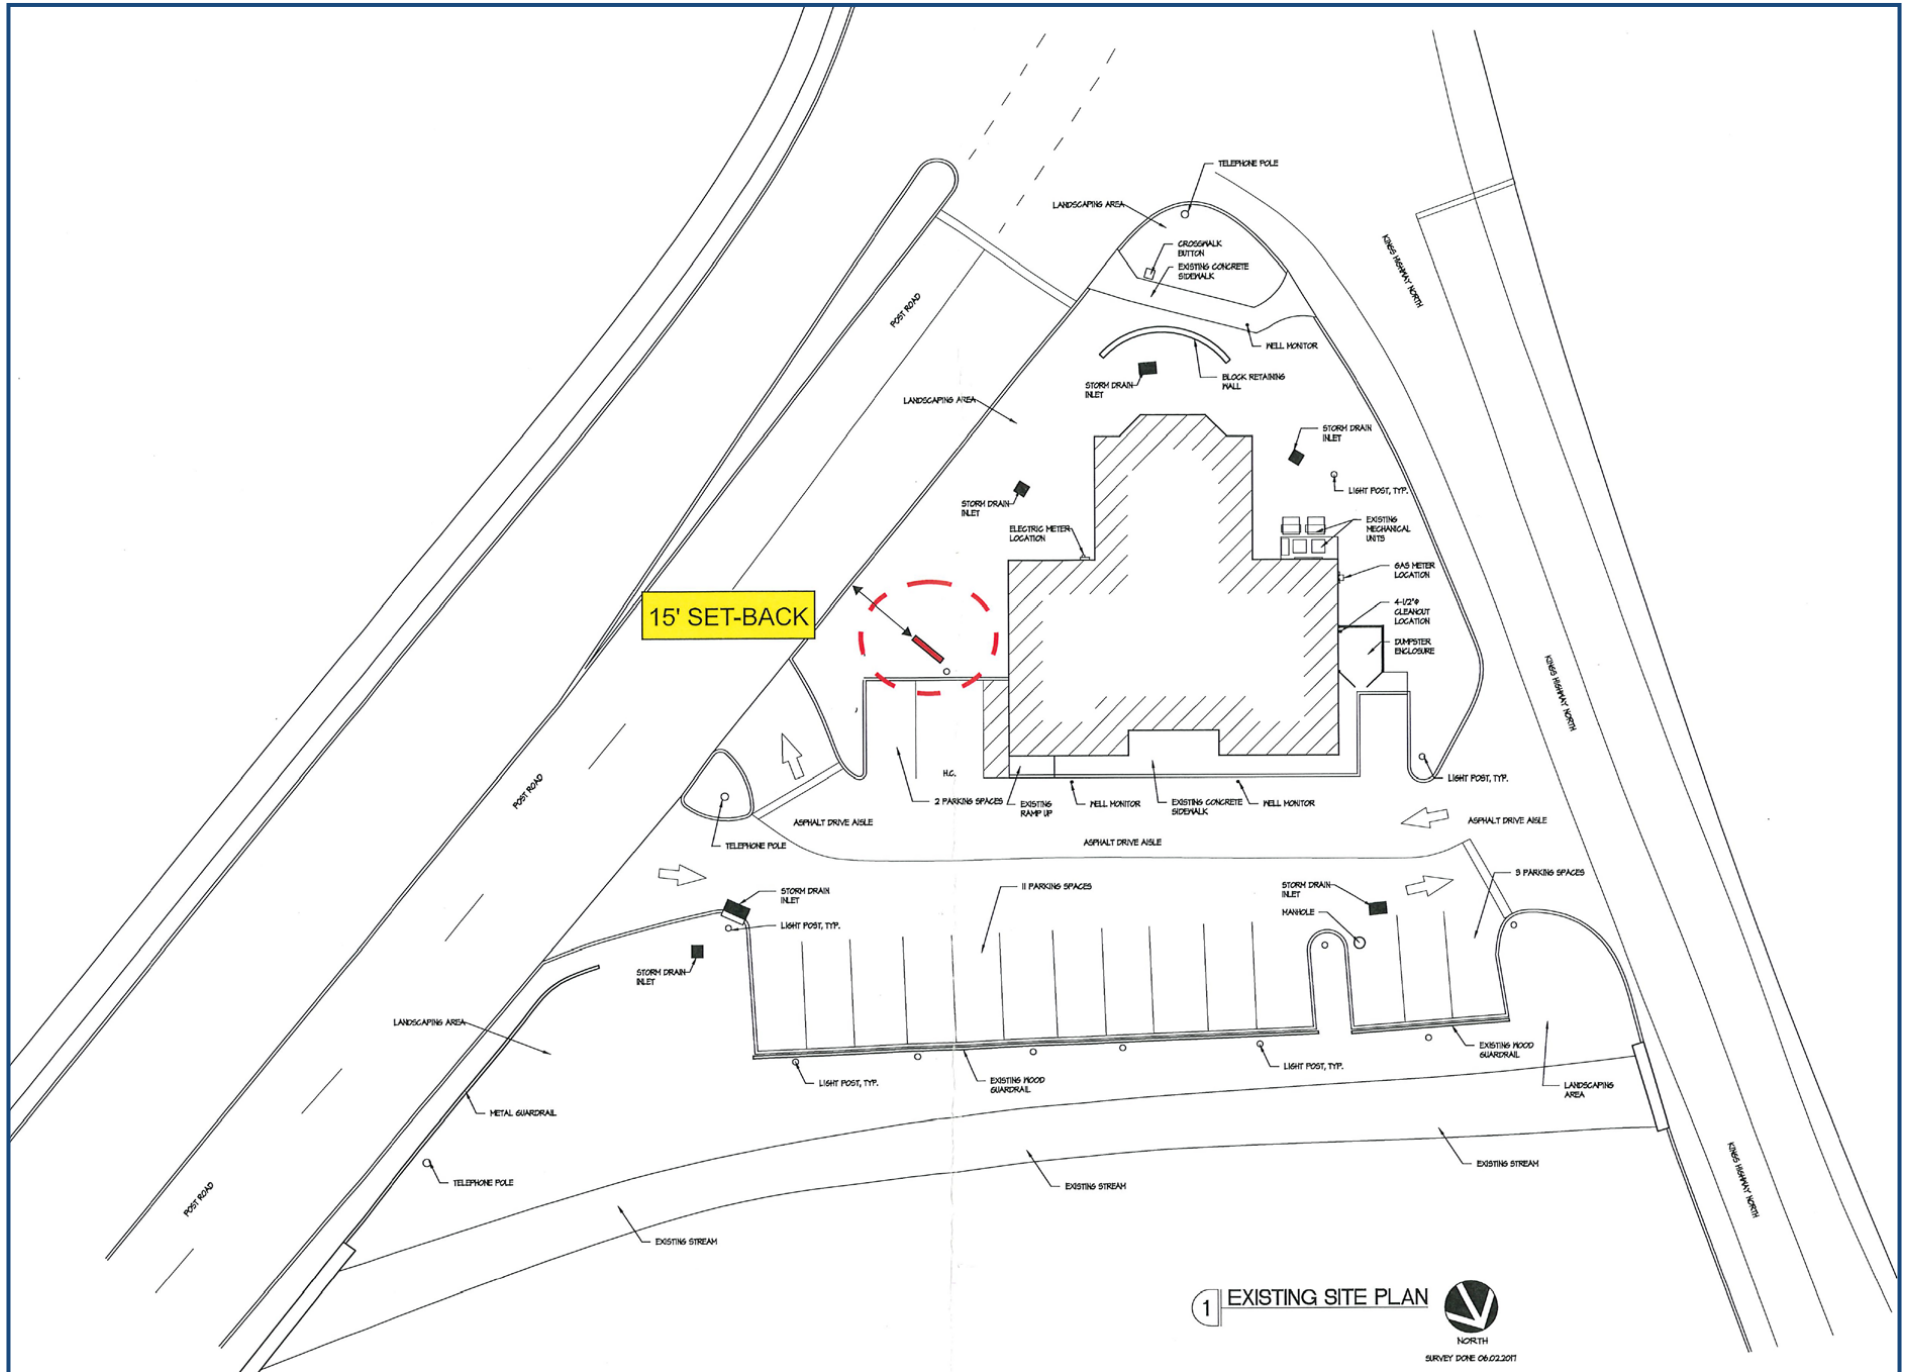 TELEPHONE POLE
LANDSCAPING AREA
CROSSWALK
BUTTON
EXISTING CONCRETE
SIDEWALK
KINGS HIGHWAY NORTH
POST ROAD
WELL MONITOR
BLOCK RETAINING
WALL
STORM DRAIN
INLET
LANDSCAPING AREA
STORM DRAIN
INLET
LIGHT POST, TYP.
STORM DRAIN
INLET
ELECTRIC METER
LOCATION
EXISTING
MECHANICAL
UNITS
GAS METER
LOCATION
15' SET-BACK
4-1/2"Φ
CLEANOUT
LOCATION
DUMPSTER
ENCLOSURE
KINGS HIGHWAY NORTH
POST ROAD
H.C.
LIGHT POST, TYP.
2 PARKING SPACES
EXISTING
RAMP UP
WELL MONITOR
EXISTING CONCRETE
SIDEWALK
WELL MONITOR
ASPHALT DRIVE AISLE
ASPHALT DRIVE AISLE
TELEPHONE POLE
ASPHALT DRIVE AISLE
STORM DRAIN
INLET
11 PARKING SPACES
STORM DRAIN
INLET
3 PARKING SPACES
MANHOLE
LIGHT POST, TYP.
STORM DRAIN
INLET
LANDSCAPING AREA
EXISTING WOOD
GUARDRAIL
LIGHT POST, TYP.
LIGHT POST, TYP.
EXISTING WOOD
GUARDRAIL
LANDSCAPING
AREA
METAL GUARDRAIL
TELEPHONE POLE
EXISTING STREAM
EXISTING STREAM
KINGS HIGHWAY NORTH
POST ROAD
EXISTING STREAM
1 EXISTING SITE PLAN
NORTH
SURVEY DONE 06.02.2017